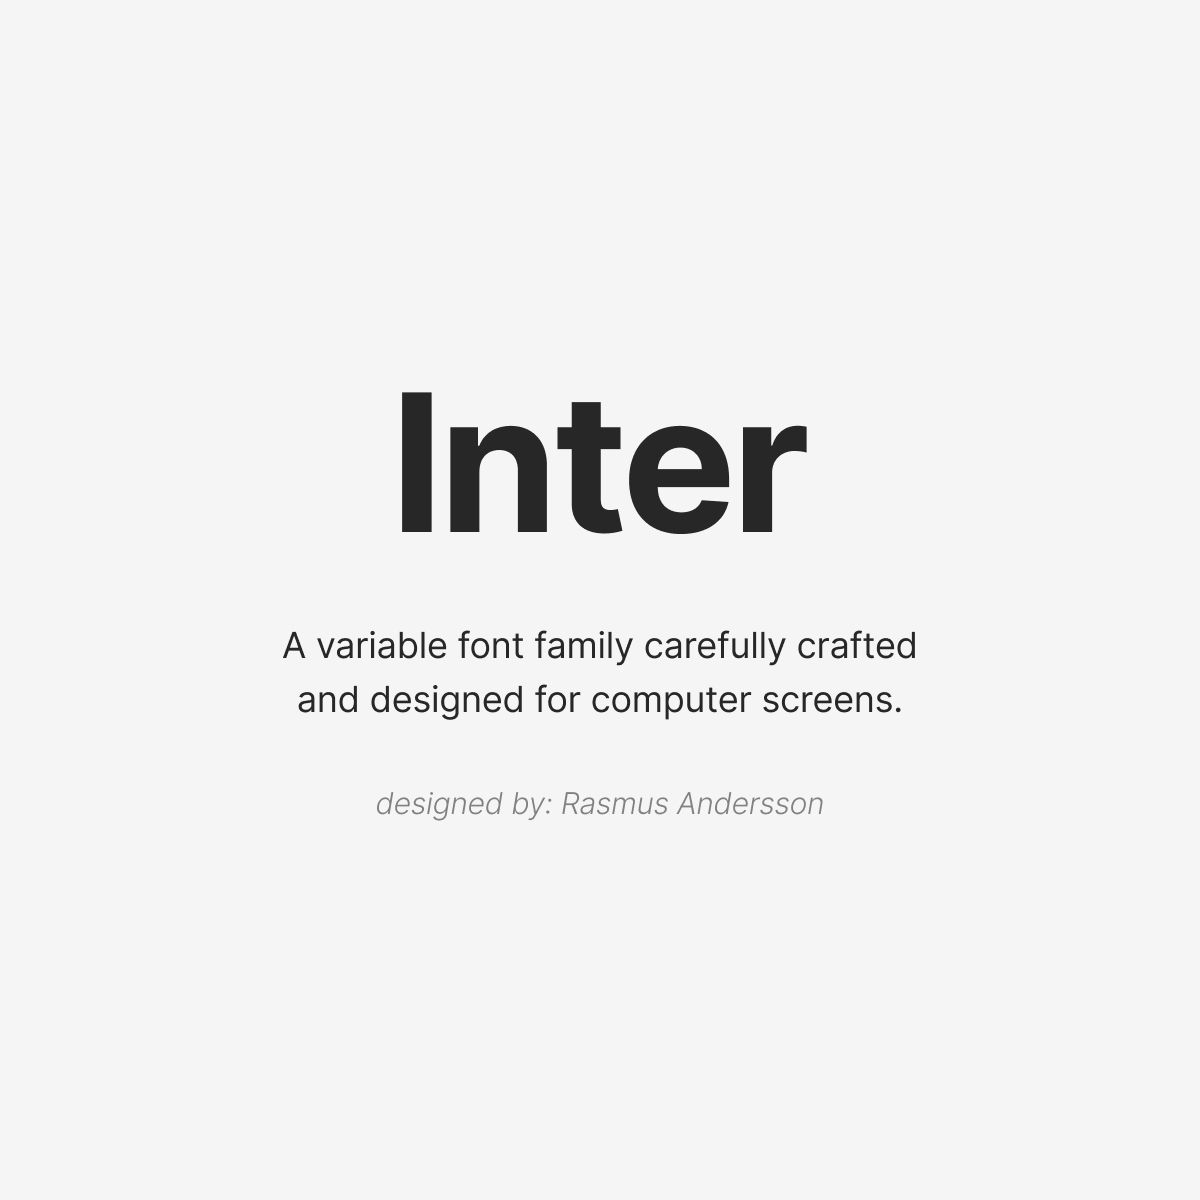 Inter
A variable font family carefully crafted
and designed for computer screens.
designed by: Rasmus Andersson